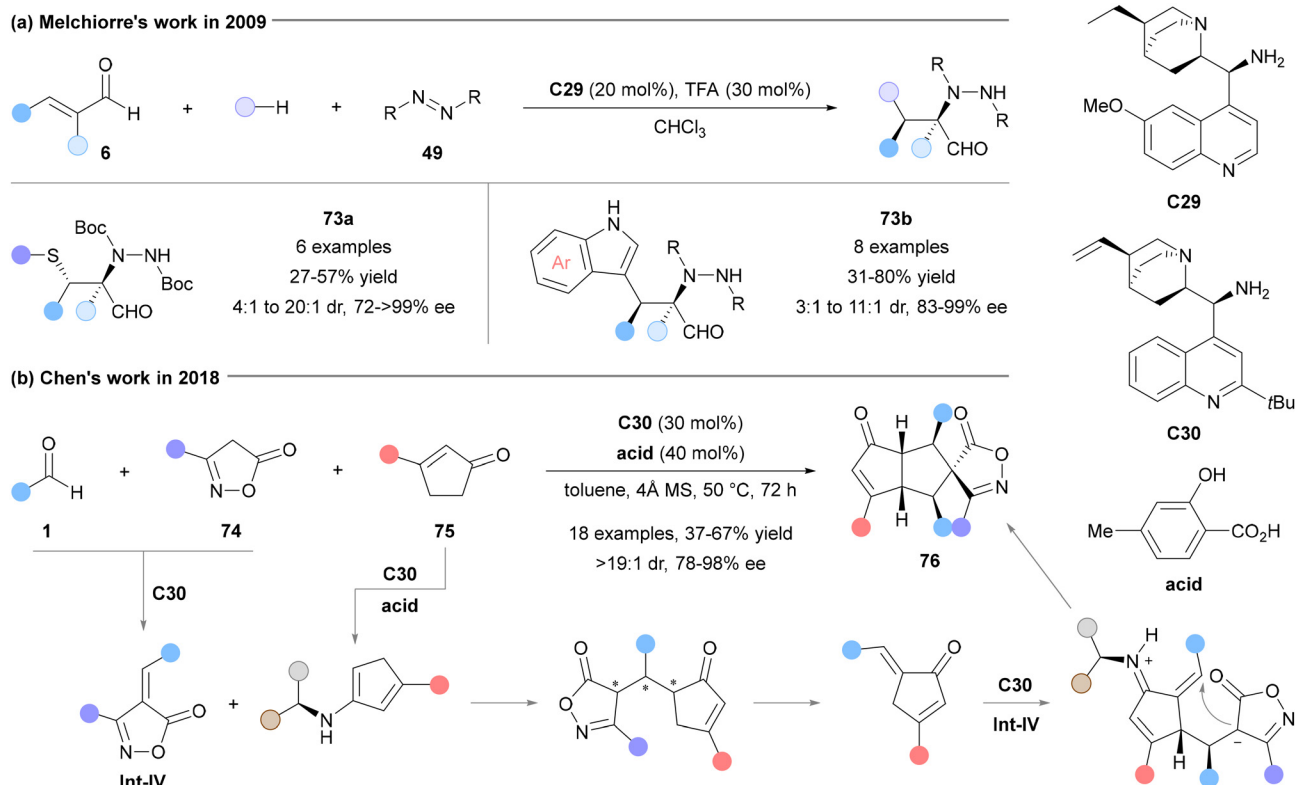 (a) Melchiorre's work in 2009
O
H
6
+
H
+
R
N
N
R
49
C29 (20 mol%), TFA (30 mol%)
CHCl3
R
N
NH
R
CHO
Boc
S
N
NH
Boc
CHO
73a
6 examples
27-57% yield
4:1 to 20:1 dr, 72->99% ee
H
N
Ar
R
N
NH
R
CHO
73b
8 examples
31-80% yield
3:1 to 11:1 dr, 83-99% ee
N
NH2
MeO
N
C29
N
NH2
N
tBu
C30
OH
Me
CO2H
acid
(b) Chen's work in 2018
O
H
1
+
N
O
O
74
+
O
75
C30 (30 mol%)
acid (40 mol%)
toluene, 4Å MS, 50 °C, 72 h
18 examples, 37-67% yield
>19:1 dr, 78-98% ee
O
H
H
O
O
N
76
C30
C30
acid
O
N
O
Int-IV
+
N
H
O
O
N
*
*
*
O
O
C30
Int-IV
H
N
+
H
O
O
N
−